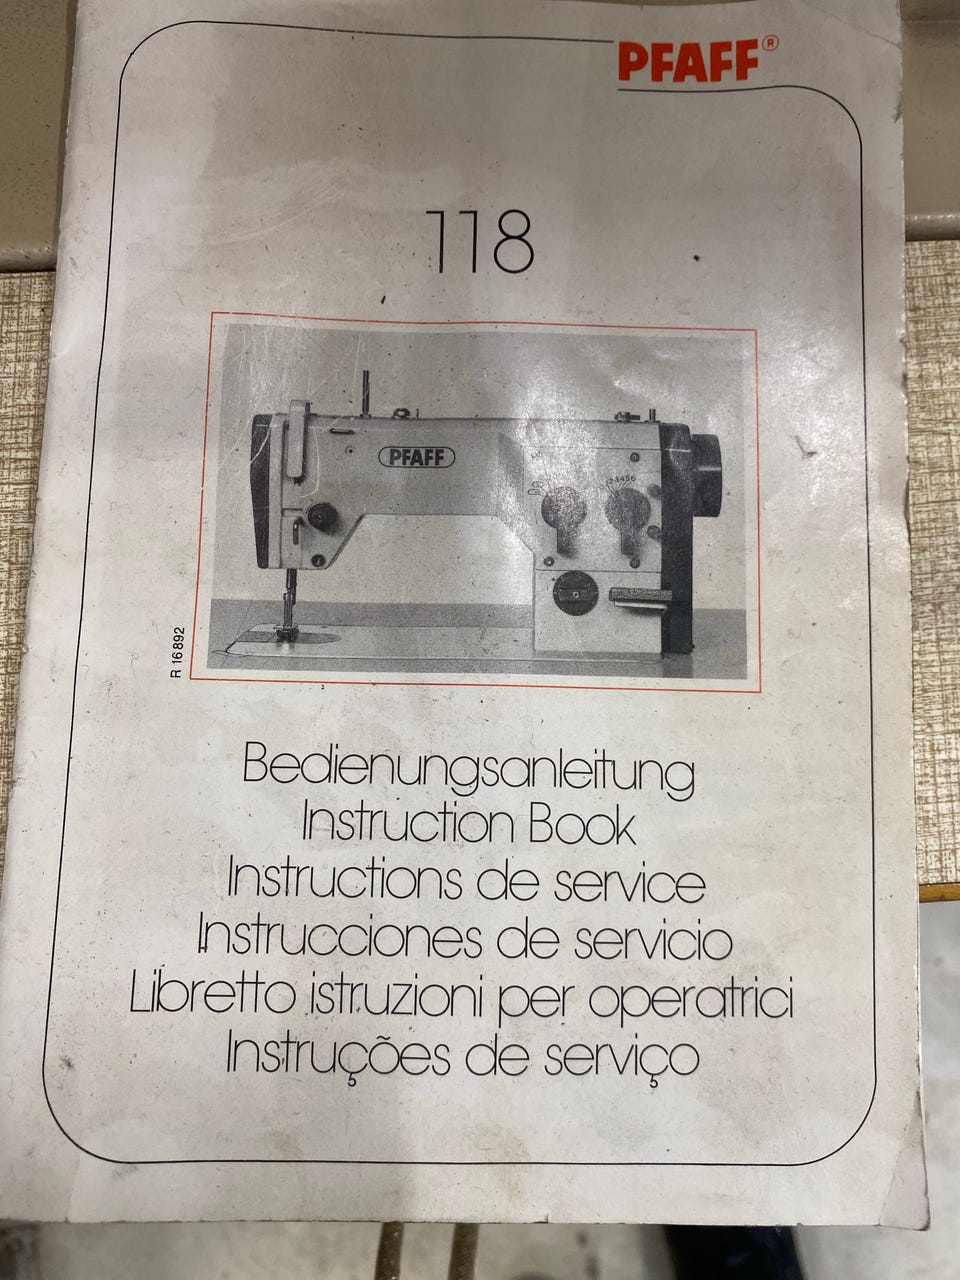 PFAFF®
118
PFAFF
123456
R 16892
Bedienungsanleitung
Instruction Book
Instructions de service
Instrucciones de servicio
Libretto istruzioni per operatrici
Instruções de serviço